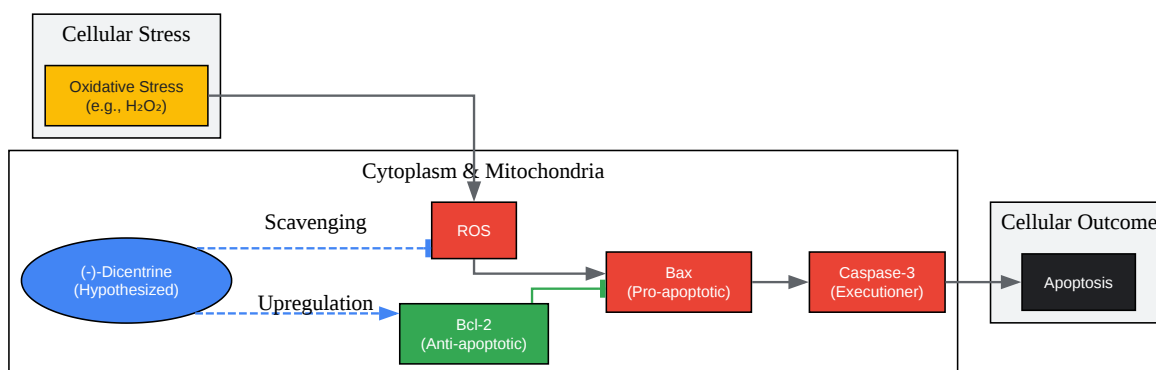 Cellular Stress
Oxidative Stress
(e.g., H₂O₂)
Cytoplasm & Mitochondria
Scavenging
ROS
Cellular Outcome
(-)-Dicentrine
(Hypothesized)
Bax
(Pro-apoptotic)
Caspase-3
(Executioner)
Apoptosis
Upregulation
Bcl-2
(Anti-apoptotic)